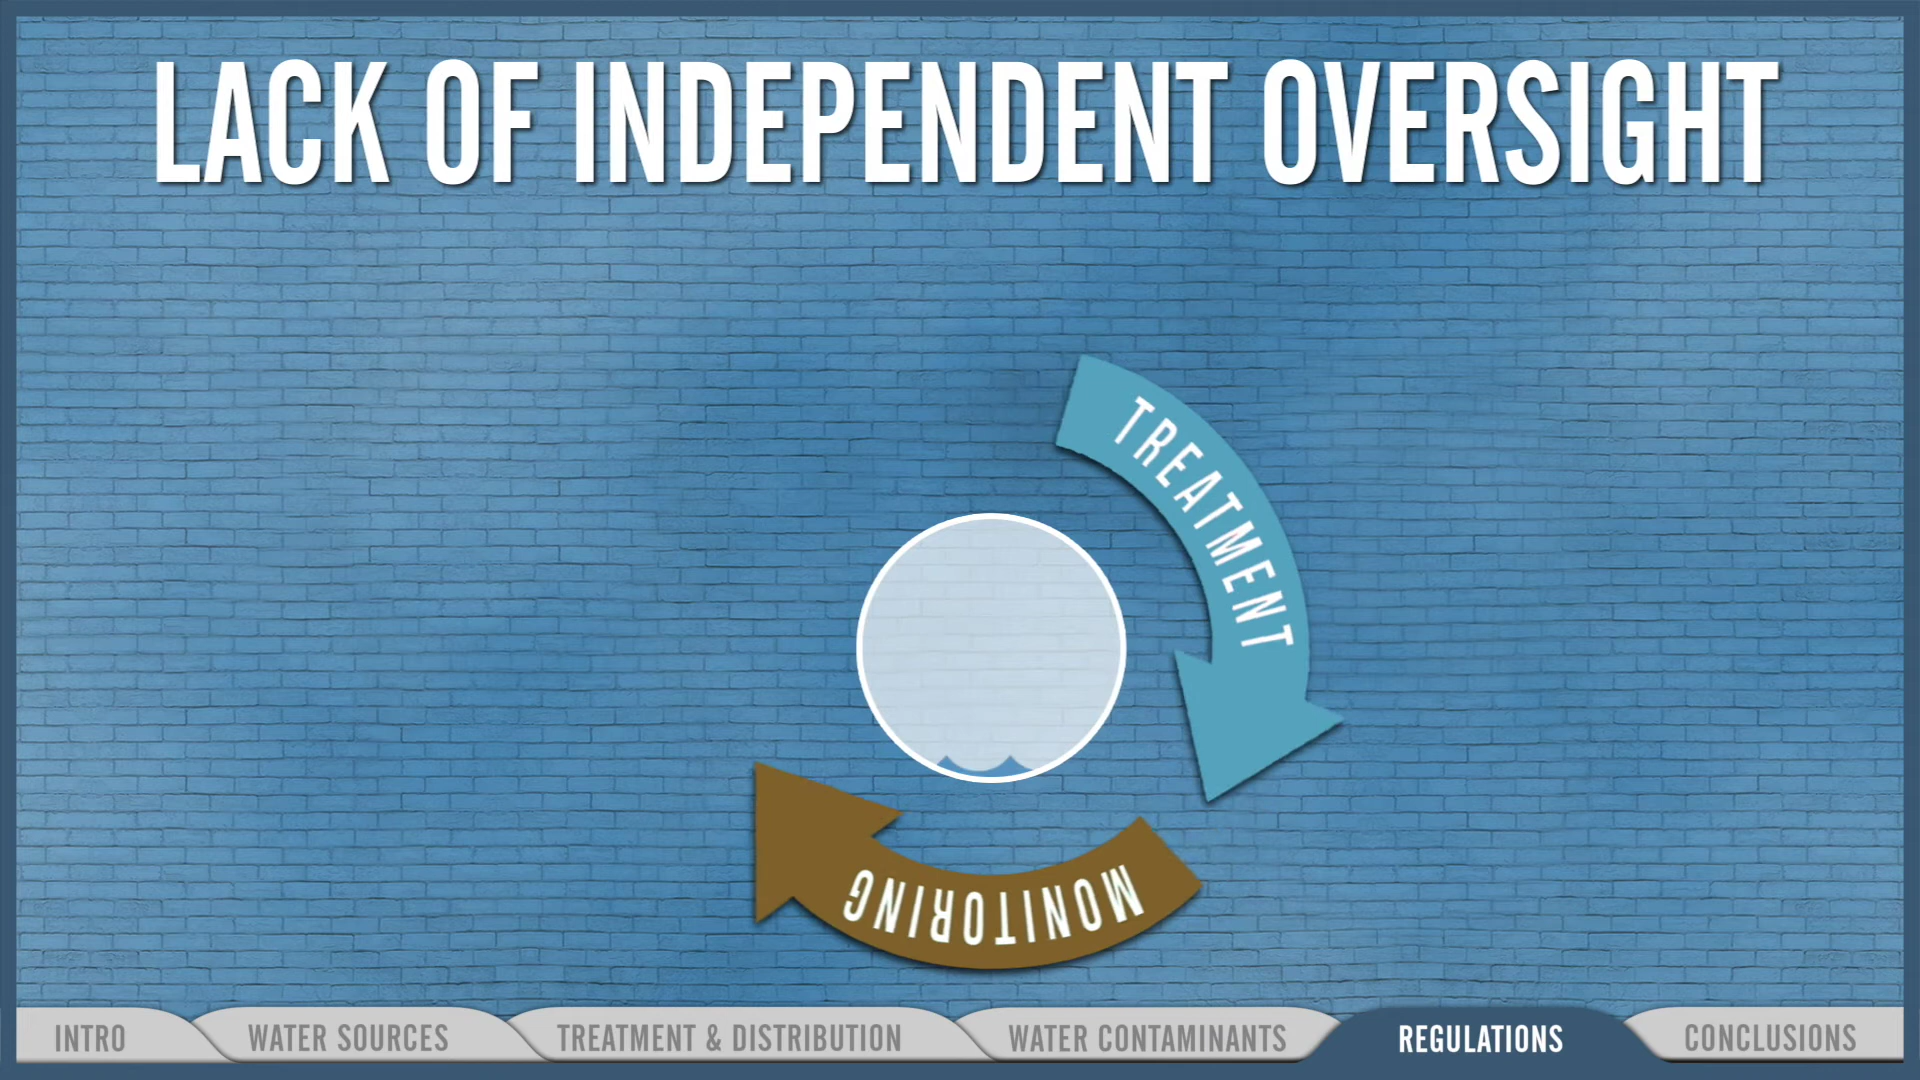 LACK OF INDEPENDENT OVERSIGHT
TREATMENT
MONITORING
INTRO
WATER SOURCES
TREATMENT & DISTRIBUTION
WATER CONTAMINANTS
REGULATIONS
CONCLUSIONS